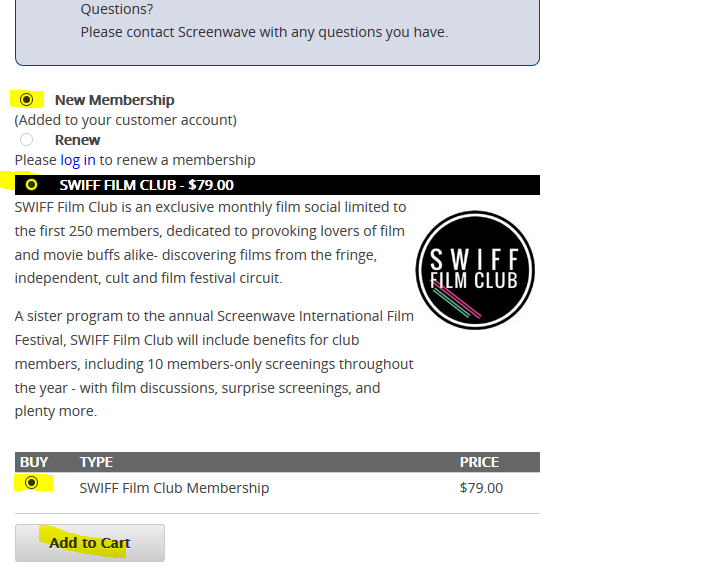 Questions?
Please contact Screenwave with any questions you have.
New Membership
(Added to your customer account)
Renew
Please log in to renew a membership
SWIFF FILM CLUB - $79.00
SWIFF Film Club is an exclusive monthly film social limited to
the first 250 members, dedicated to provoking lovers of film
and movie buffs alike- discovering films from the fringe,
independent, cult and film festival circuit.
SWIFF
FILM CLUB
A sister program to the annual Screenwave International Film
Festival, SWIFF Film Club will include benefits for club
members, including 10 members-only screenings throughout
the year - with film discussions, surprise screenings, and
plenty more.
BUY TYPE PRICE
SWIFF Film Club Membership $79.00
Add to Cart